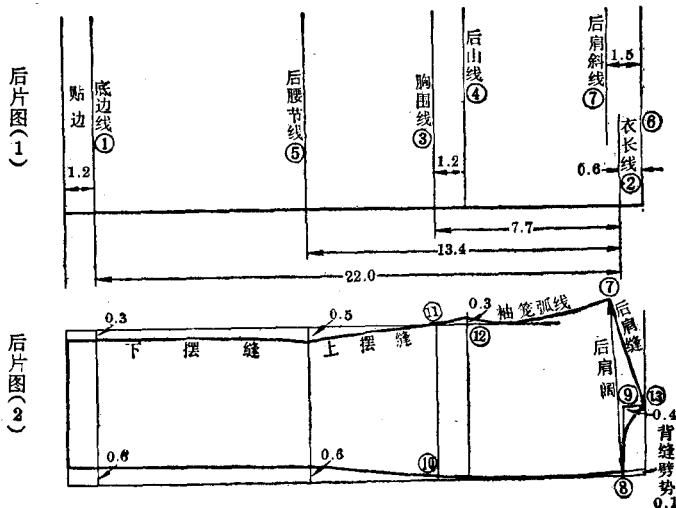 后片图(1)
贴边
底边线①
后腰节线⑤
胸围线③
后山线④
后肩斜线⑦
衣长线②
⑥
1.5
1.2
1.2
0.6
7.7
13.4
22.0
后片图(2)
0.3
下摆缝
0.5
上摆缝
⑪
0.3
⑫
袖笼弧线
⑦
后肩缝
后肩阔
⑨
⑬
0.4
背缝劈势
0.6
0.6
⑩
⑧